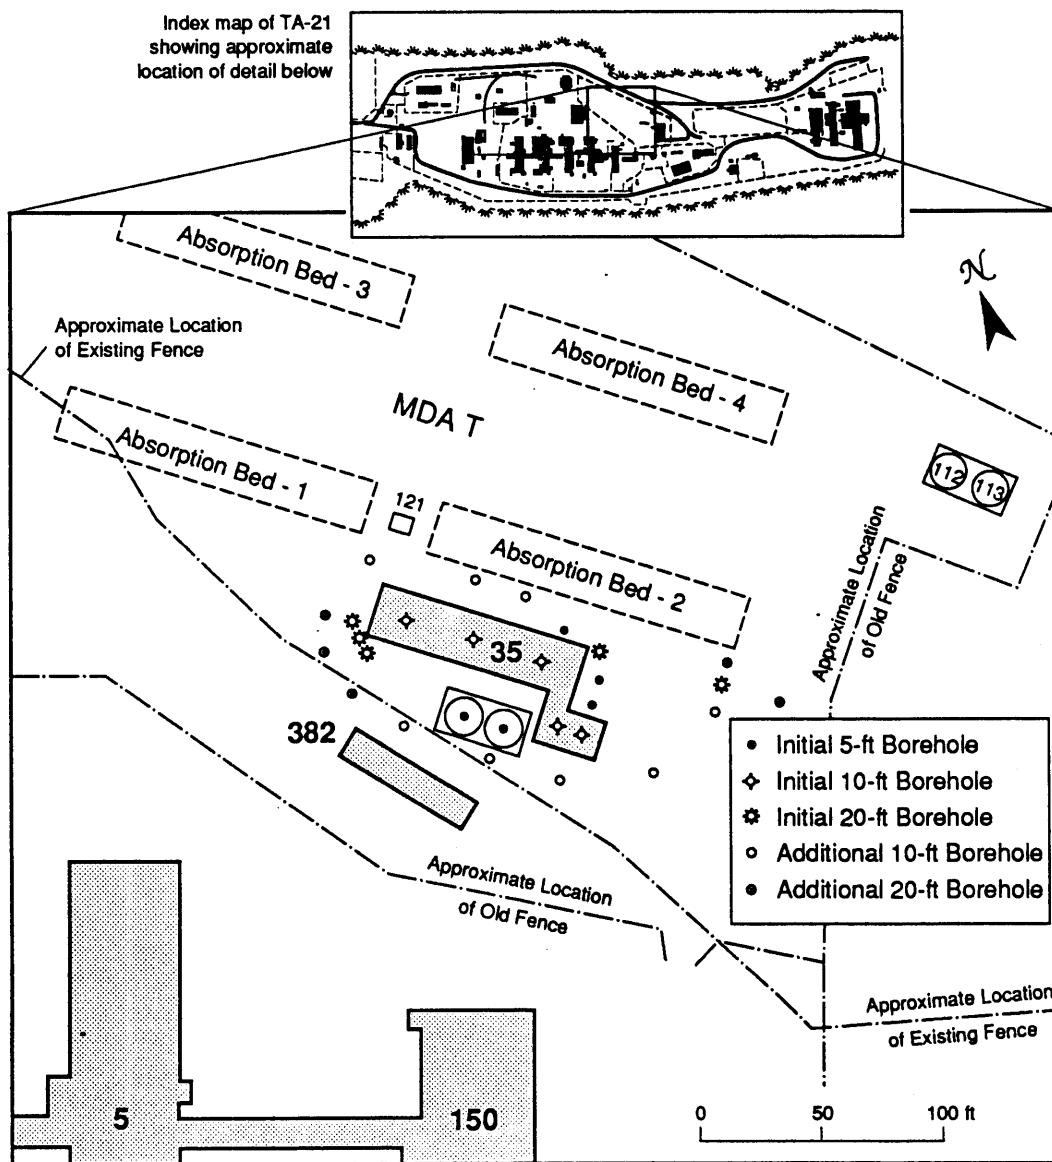 Index map of TA-21
showing approximate
location of detail below
Absorption Bed - 3
N
Approximate Location
of Existing Fence
Absorption Bed - 4
MDA T
Absorption Bed - 1
112
113
121
Absorption Bed - 2
Approximate Location
of Old Fence
35
382
Initial 5-ft Borehole
Initial 10-ft Borehole
Initial 20-ft Borehole
Additional 10-ft Borehole
Additional 20-ft Borehole
Approximate Location
of Old Fence
Approximate Location
of Existing Fence
5
150
0 50 100 ft